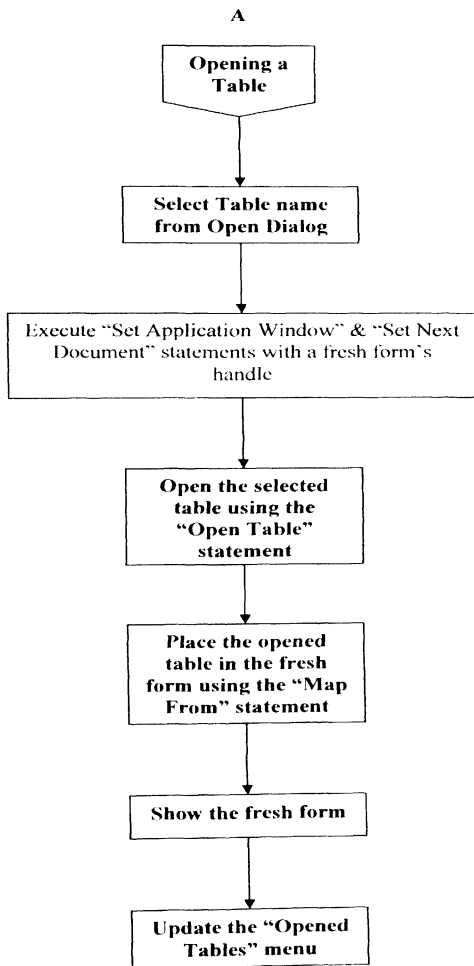 A
Opening a
Table
Select Table name
from Open Dialog
Execute “Set Application Window” & “Set Next
Document” statements with a fresh form’s
handle
Open the selected
table using the
“Open Table”
statement
Place the opened
table in the fresh
form using the “Map
From” statement
Show the fresh form
Update the “Opened
Tables” menu